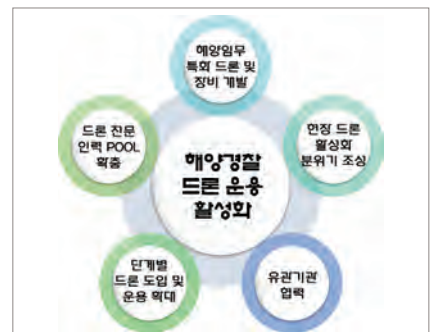 해양임무
특화 드론 및
장비 개발
드론 전문
인력 POOL
확충
현장 드론
활성화
분위기 조성
해양경찰
드론 운용
활성화
단계별
드론 도입 및
운용 확대
유관기관
협력